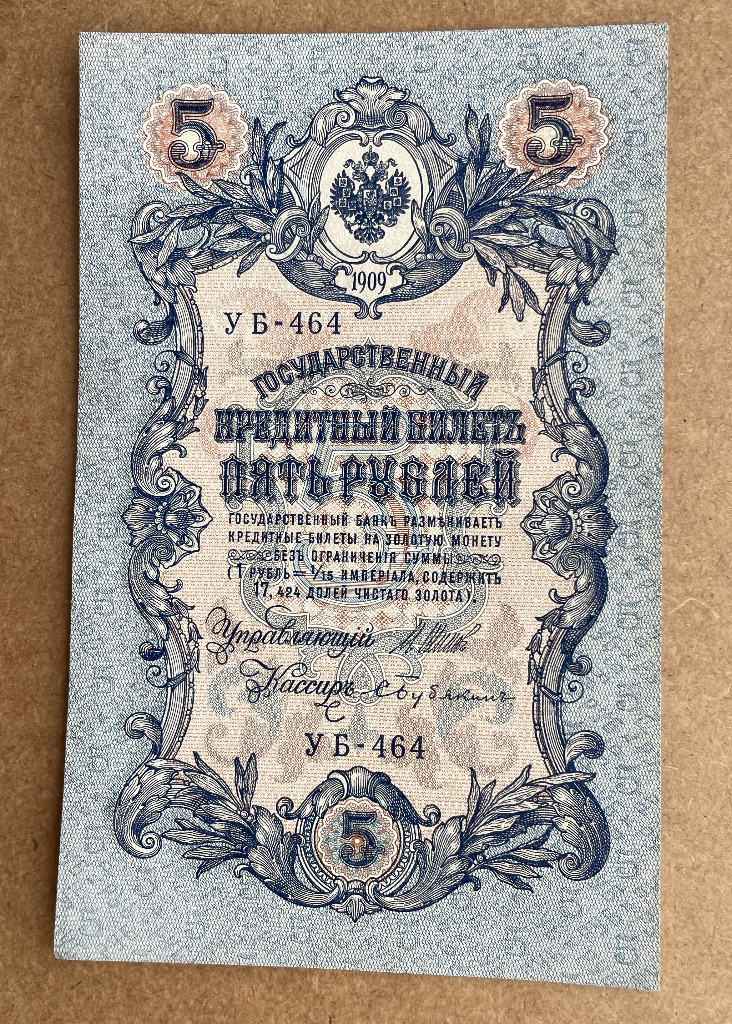 5 5
1909
УБ-464
ГОСУДАРСТВЕННЫЙ
КРЕДИТНЫЙ БИЛЕТЪ
ПЯТЬ РУБЛЕЙ
ГОСУДАРСТВЕННЫЙ БАНКЪ РАЗМѢНИВАЕТЪ
КРЕДИТНЫЕ БИЛЕТЫ НА ЗОЛОТУЮ МОНЕТУ
БЕЗЪ ОГРАНИЧЕНІЯ СУММЫ
(1 РУБЛЬ = 1/15 ИМПЕРІАЛА, СОДЕРЖИТЪ
17,424 ДОЛЕЙ ЧИСТАГО ЗОЛОТА).
Управляющій
Кассиръ С Бубякинъ
УБ-464
5